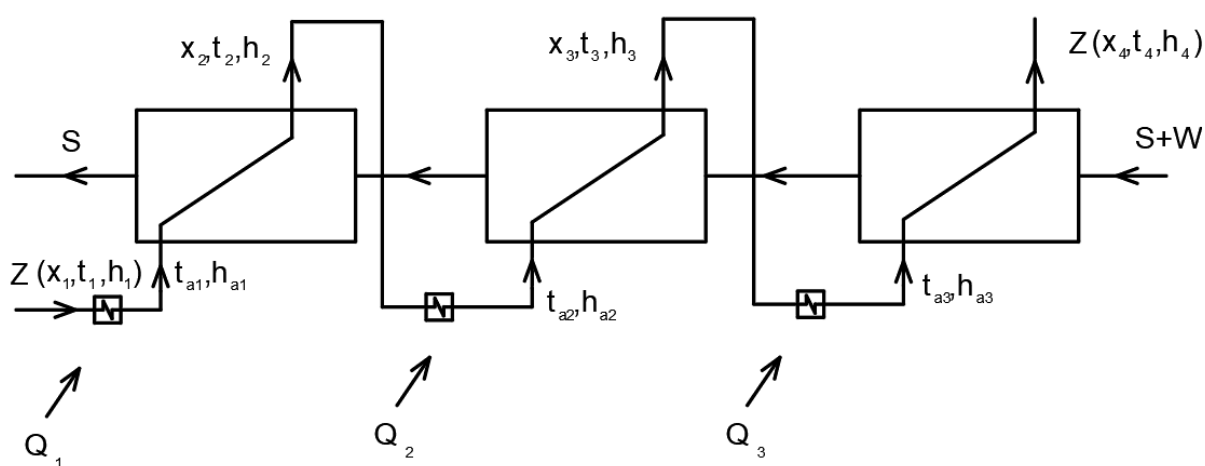 x₂,t₂,h₂
x₃,t₃,h₃
Z(x₄,t₄,h₄)
S
S+W
Z(x₁,t₁,h₁)
tₐ₁,hₐ₁
tₐ₂,hₐ₂
tₐ₃,hₐ₃
Q₁
Q₂
Q₃